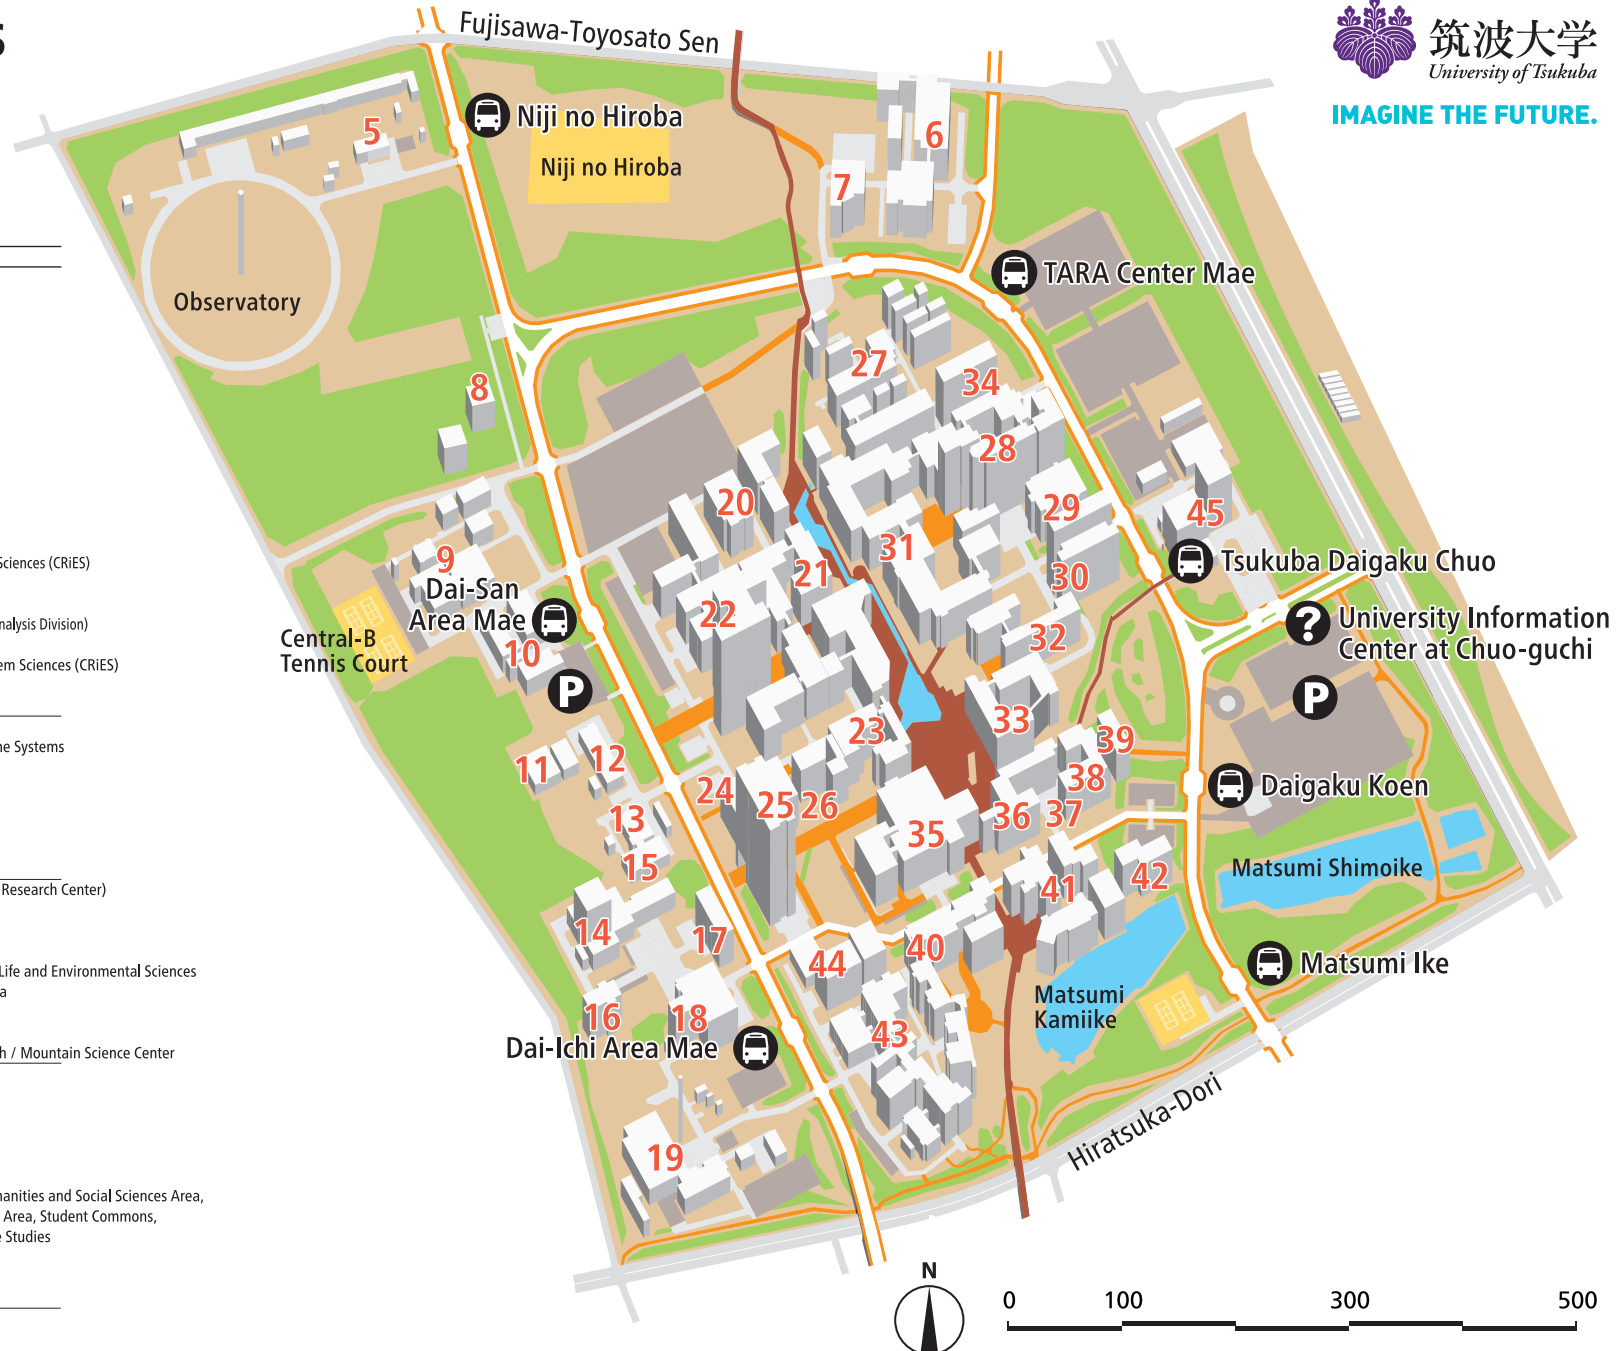 S
Fujisawa-Toyosato Sen
筑波大学
University of Tsukuba
IMAGINE THE FUTURE.
Niji no Hiroba
Niji no Hiroba
5
6
7
TARA Center Mae
Observatory
8
27
34
28
20
29
45
31
21
30
9
Sciences (CRiES)
Tsukuba Daigaku Chuo
Dai-San
Area Mae
nalysis Division)
22
University Information
Center at Chuo-guchi
?
Central-B
Tennis Court
10
32
em Sciences (CRiES)
P
P
33
23
39
ne Systems
12
11
38
Daigaku Koen
24
25
26
36
37
13
35
15
Matsumi Shimoike
42
41
Research Center)
14
17
40
44
Matsumi Ike
Life and Environmental Sciences
a
Matsumi
Kamiike
16
18
43
Dai-Ichi Area Mae
h / Mountain Science Center
Hiratsuka-Dori
19
manities and Social Sciences Area,
Area, Student Commons,
e Studies
N
0
100
300
500